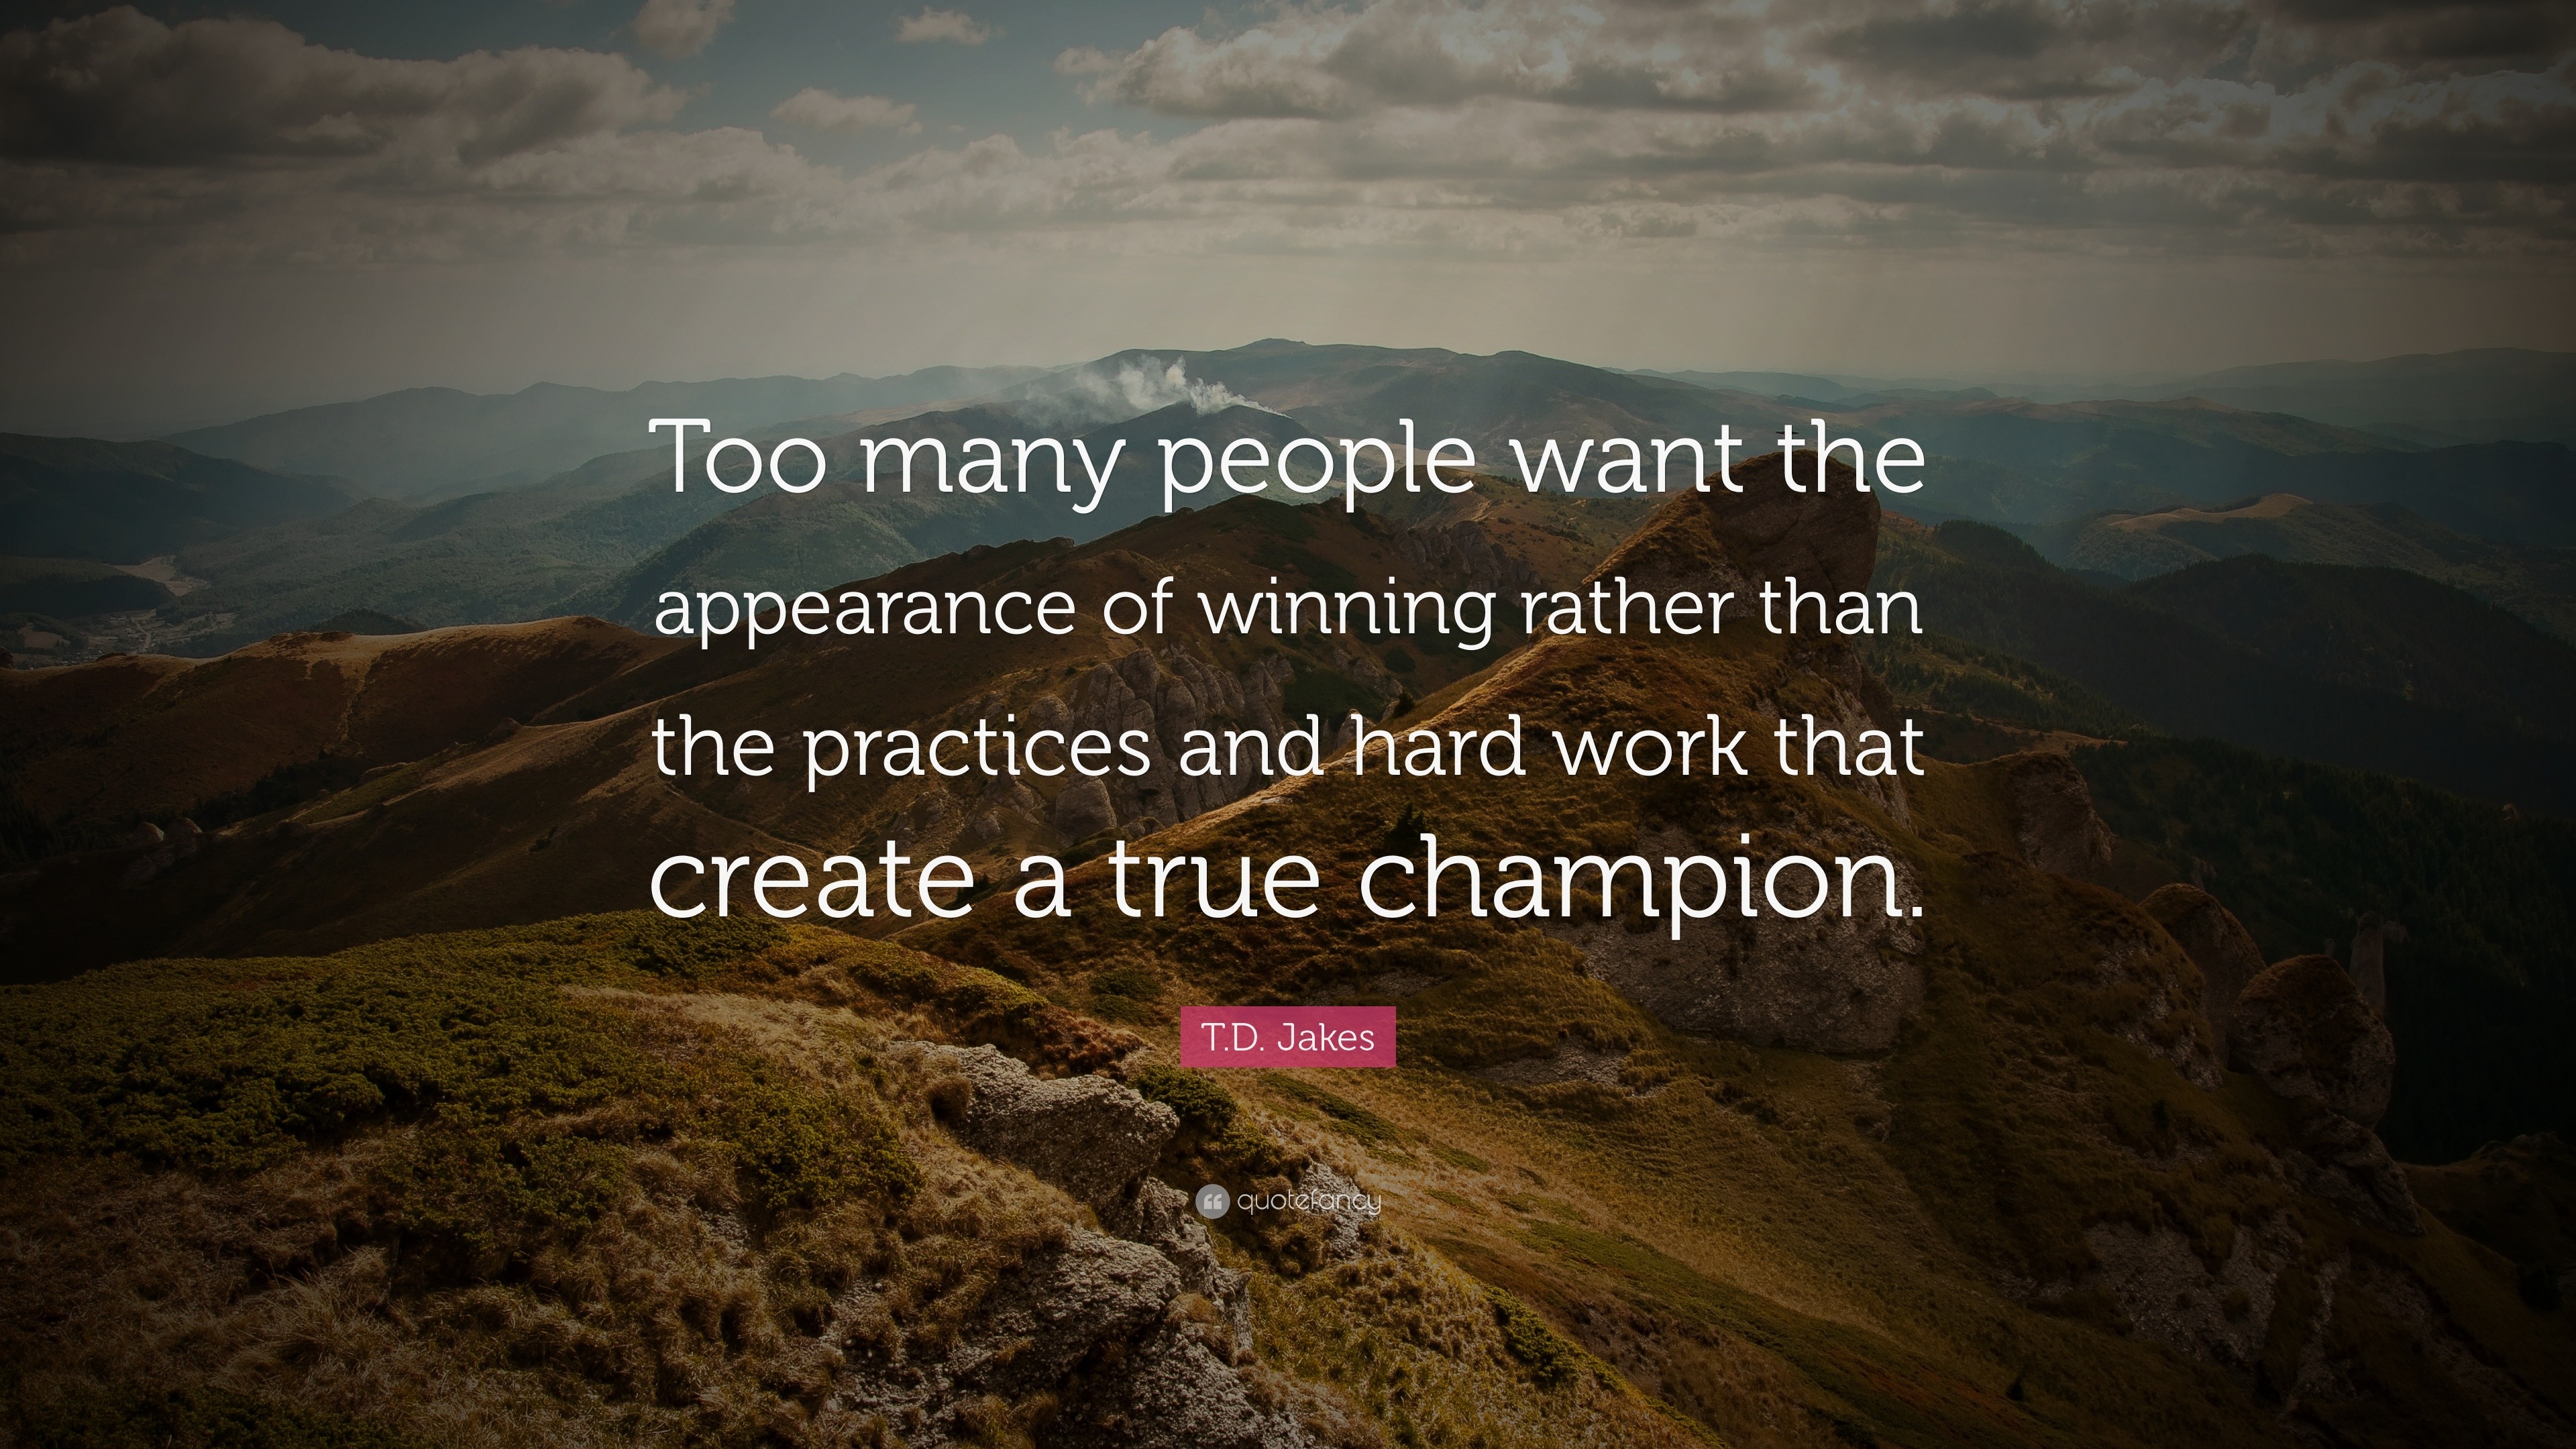 Too many people want the
appearance of winning rather than
the practices and hard work that
create a true champion.
T.D. Jakes
quotefancy